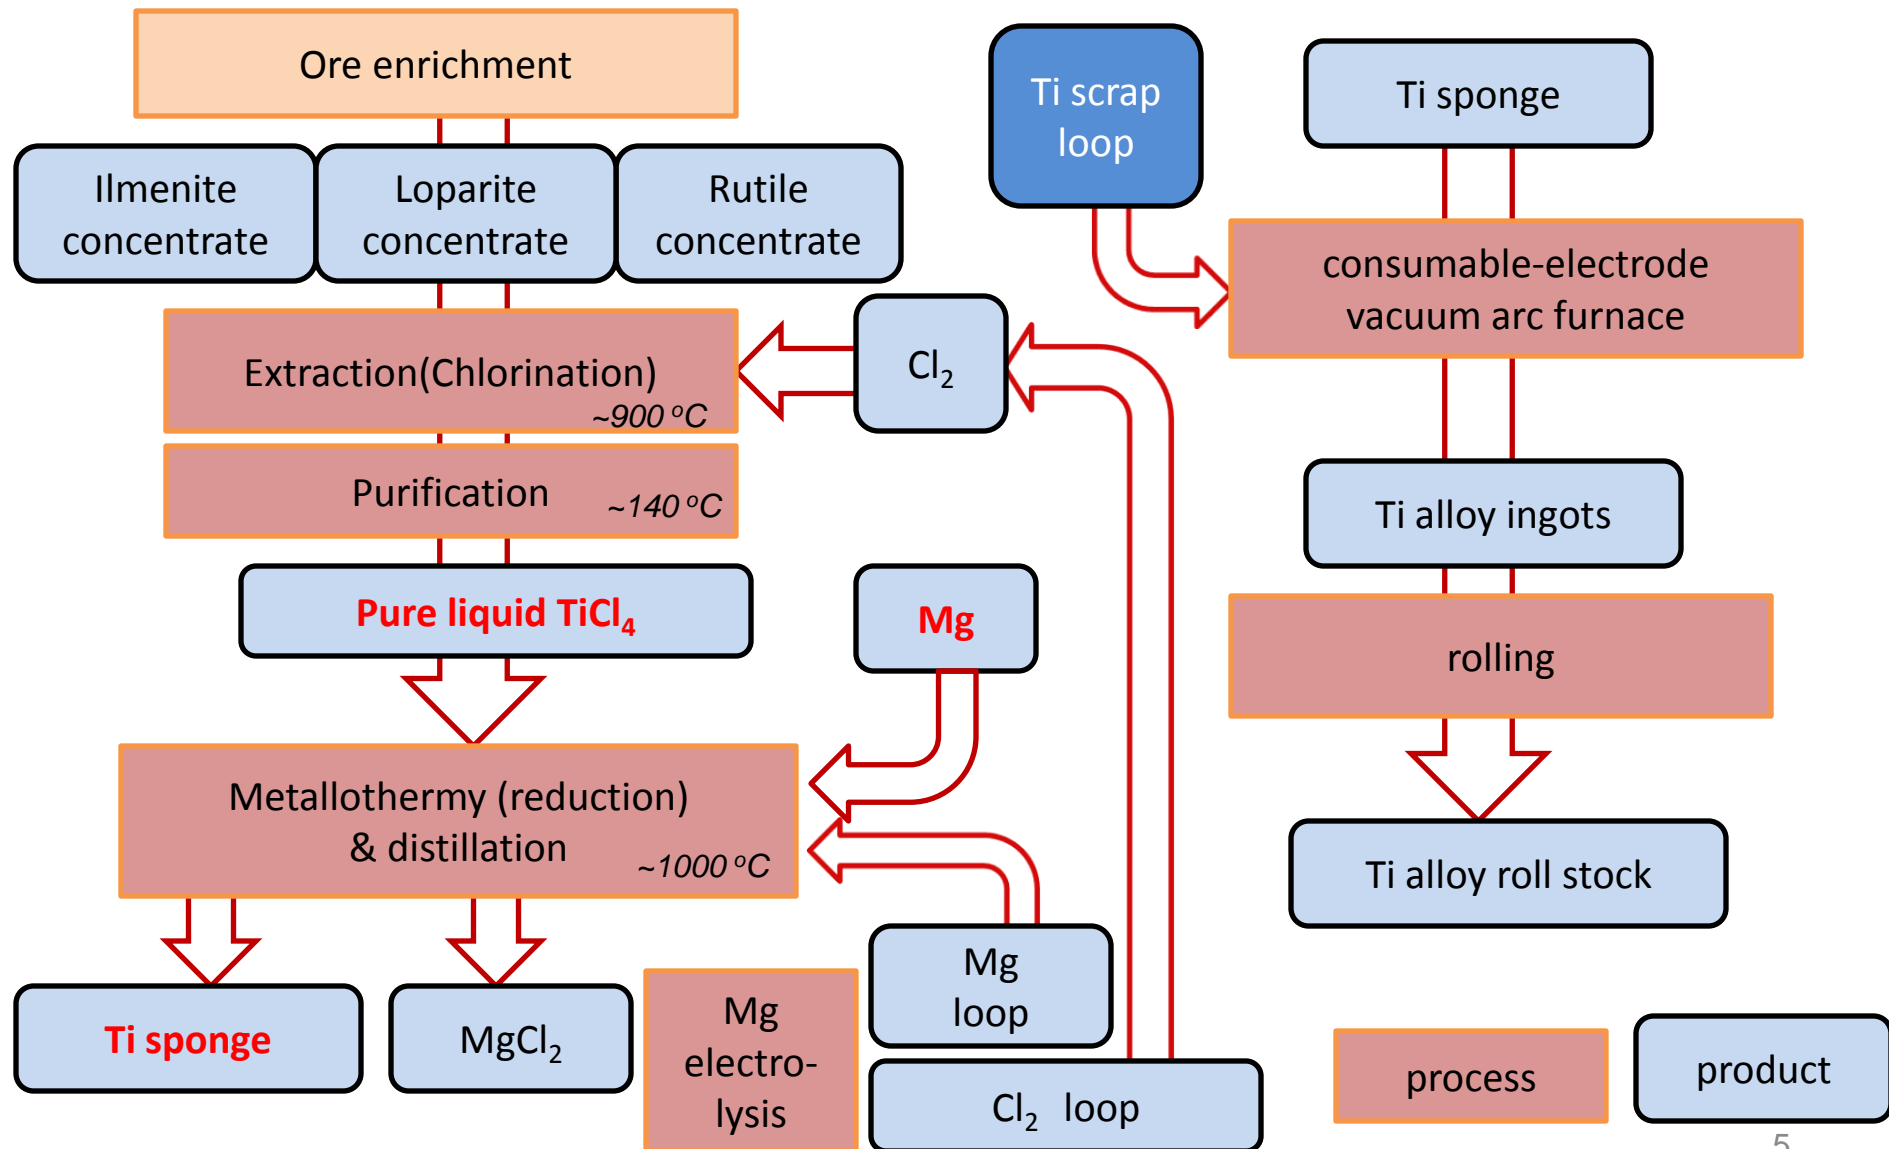 Ore enrichment
Ilmenite
concentrate
Loparite
concentrate
Rutile
concentrate
Extraction(Chlorination)
~900 °C
Cl₂
Purification
~140 °C
Pure liquid TiCl₄
Mg
Metallothermy (reduction)
& distillation
~1000 °C
Ti sponge
MgCl₂
Mg
electro-
lysis
Mg
loop
Cl₂ loop
Ti scrap
loop
Ti sponge
consumable-electrode
vacuum arc furnace
Ti alloy ingots
rolling
Ti alloy roll stock
process
product
5